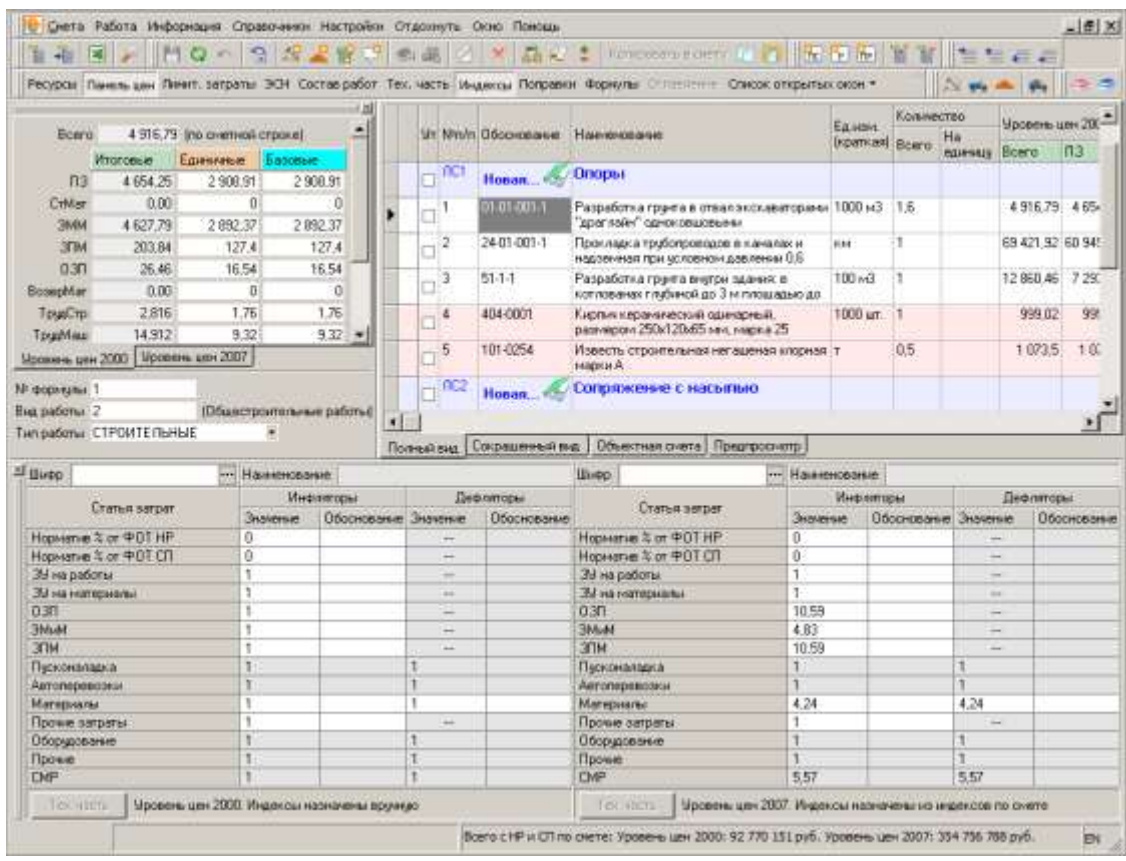 Смета Работа Информация Справочники Настройки Отдохнуть Окно Помощь
Копировать в смету
Ресурсы Панель цен Лимит. затраты ЭСН Состав работ Тех. часть Индексы Поправки Формулы Оглавление Список открытых окон
Всего 4 916,79 (по сметной строке)
Итоговые Единичные Базовые
ПЗ 4 654,25 2 908,91 2 908,91
СтМат 0,00 0 0
ЭММ 4 627,79 2 892,37 2 892,37
ЗПМ 203,84 127,4 127,4
ОЗП 26,46 16,54 16,54
ВозврМат 0,00 0 0
ТрудСтр 2,816 1,76 1,76
ТрудМаш 14,912 9,32 9,32
Уровень цен 2000 Уровень цен 2007
№ формулы 1
Вид работы 2 (Общестроительные работы)
Тип работы СТРОИТЕЛЬНЫЕ
Уп №п/п Обоснование Наименование Ед.изм. (краткая) Количество Всего На единицу Уровень цен 200 Всего ПЗ
ПС1 Новая... Опоры
1 01-01-001-1 Разработка грунта в отвал экскаваторами "драглайн" одноковшовыми 1000 м3 1,6 4 916,79 4 654
2 24-01-001-1 Прокладка трубопроводов в каналах и надземная при условном давлении 0,6 км 1 69 421,92 60 945
3 51-1-1 Разработка грунта внутри здания: в котлованах глубиной до 3 м площадью до 100 м3 1 12 860,46 7 292
4 404-0001 Кирпич керамический одинарный, размером 250х120х65 мм, марка 25 1000 шт. 1 999,02 999
5 101-0254 Известь строительная негашеная хлорная марки А т 0,5 1 073,5 1 0
ПС2 Новая... Сопряжение с насыпью
Полный вид Сокращенный вид Объектная смета Предпросмотр
Шифр Наименование
Статья затрат Инфляторы Дефляторы
Значение Обоснование Значение Обоснование
Норматив % от ФОТ НР 0 --
Норматив % от ФОТ СП 0 --
ЗУ на работы 1 --
ЗУ на материалы 1 --
ОЗП 1 --
ЭМиМ 1 --
ЗПМ 1 --
Пусконаладка 1 1
Автоперевозки 1 1
Материалы 1 1
Прочие затраты 1 --
Оборудование 1 1
Прочие 1 1
СМР 1 1
Тех. часть Уровень цен 2000. Индексы назначены вручную
Шифр Наименование
Статья затрат Инфляторы Дефляторы
Значение Обоснование Значение Обоснование
Норматив % от ФОТ НР 0 --
Норматив % от ФОТ СП 0 --
ЗУ на работы 1 --
ЗУ на материалы 1 --
ОЗП 10,59 --
ЭМиМ 4,83 --
ЗПМ 10,59 --
Пусконаладка 1 1
Автоперевозки 1 1
Материалы 4,24 4,24
Прочие затраты 1 --
Оборудование 1 1
Прочие 1 1
СМР 5,57 5,57
Тех. часть Уровень цен 2007. Индексы назначены из индексов по смете
Всего с НР и СП по смете: Уровень цен 2000: 92 770 151 руб. Уровень цен 2007: 354 756 788 руб. EN